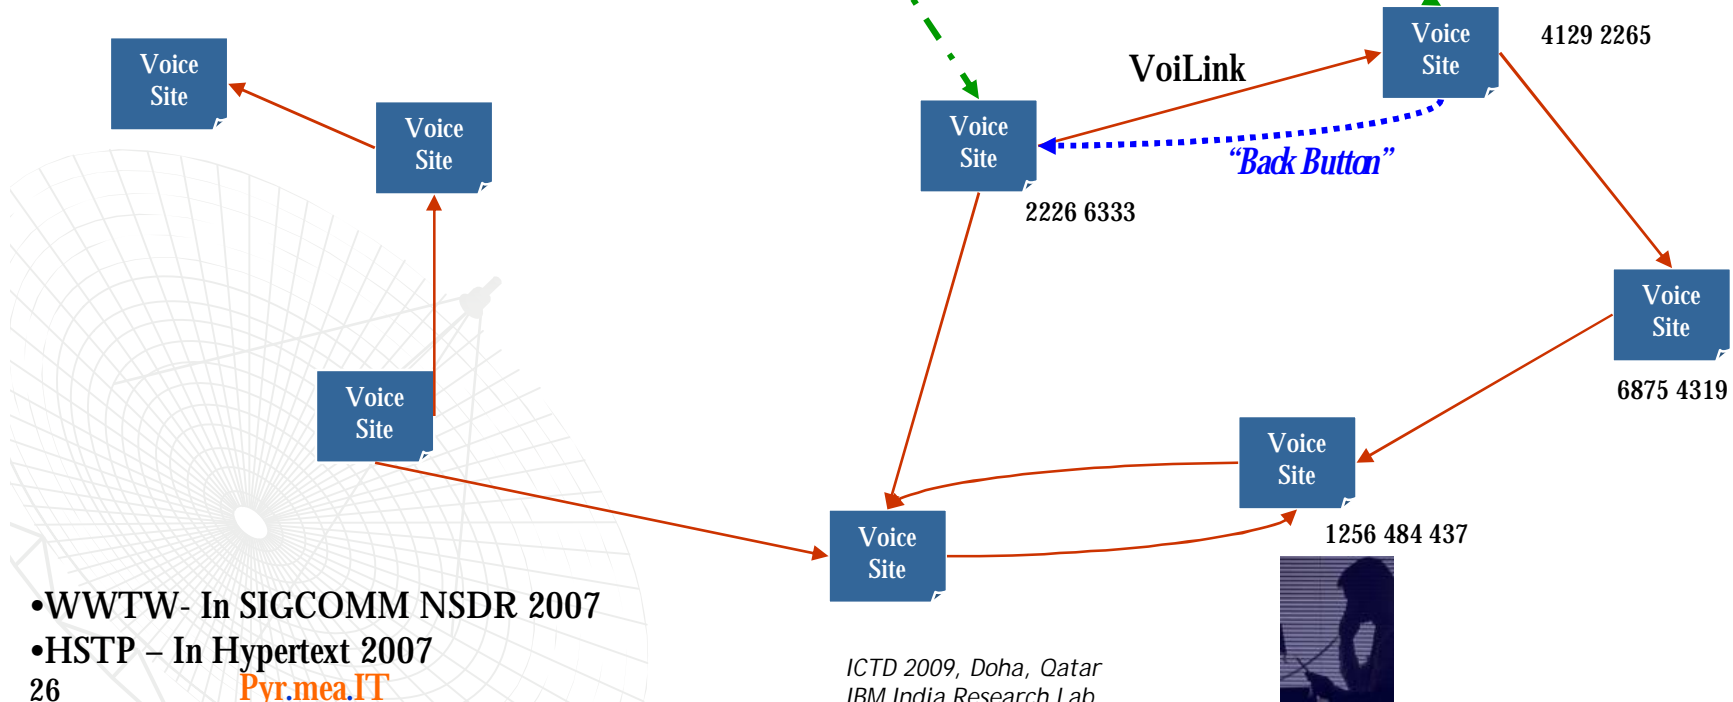 Voice
Site
4129 2265
Voice
Site
VoiLink
Voice
Site
Voice
Site
"Back Button"
2226 6333
Voice
Site
6875 4319
Voice
Site
Voice
Site
1256 484 437
Voice
Site
•WWTW- In SIGCOMM NSDR 2007
•HSTP – In Hypertext 2007
26
Pyr.mea.IT
ICTD 2009, Doha, Qatar
IBM India Research Lab